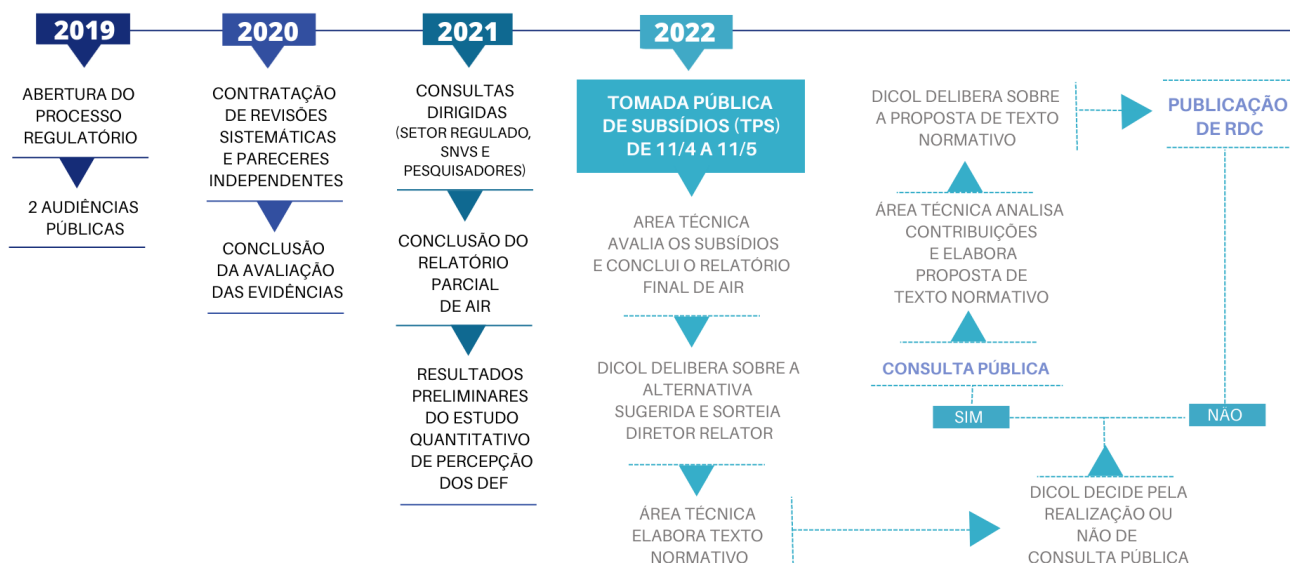 2019
ABERTURA DO
PROCESSO
REGULATÓRIO
2 AUDIÊNCIAS
PÚBLICAS
2020
CONTRATAÇÃO
DE REVISÕES
SISTEMÁTICAS
E PARECERES
INDEPENDENTES
CONCLUSÃO
DA AVALIAÇÃO
DAS EVIDÊNCIAS
2021
CONSULTAS
DIRIGIDAS
(SETOR REGULADO,
SNVS E
PESQUISADORES)
CONCLUSÃO DO
RELATÓRIO
PARCIAL
DE AIR
RESULTADOS
PRELIMINARES
DO ESTUDO
QUANTITATIVO
DE PERCEPÇÃO
DOS DEF
2022
TOMADA PÚBLICA
DE SUBSÍDIOS (TPS)
DE 11/4 A 11/5
AREA TÉCNICA
AVALIA OS SUBSÍDIOS
E CONCLUI O RELATÓRIO
FINAL DE AIR
DICOL DELIBERA SOBRE A
ALTERNATIVA
SUGERIDA E SORTEIA
DIRETOR RELATOR
ÁREA TÉCNICA
ELABORA TEXTO
NORMATIVO
DICOL DECIDE PELA
REALIZAÇÃO OU
NÃO DE
CONSULTA PÚBLICA
SIM
NÃO
CONSULTA PÚBLICA
ÁREA TÉCNICA ANALISA
CONTRIBUIÇÕES
E ELABORA
PROPOSTA DE
TEXTO NORMATIVO
DICOL DELIBERA SOBRE
A PROPOSTA DE TEXTO
NORMATIVO
PUBLICAÇÃO
DE RDC